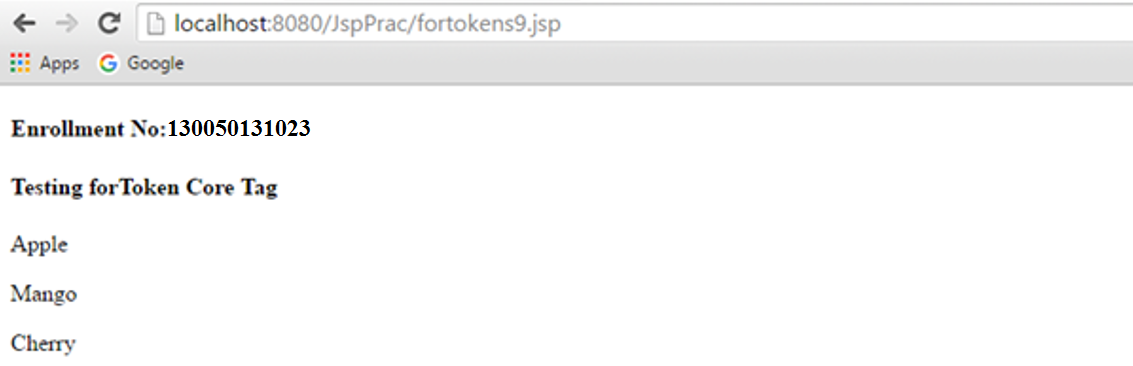 localhost:8080/JspPrac/fortokens9.jsp
Apps Google
Enrollment No:130050131023
Testing forToken Core Tag
Apple
Mango
Cherry